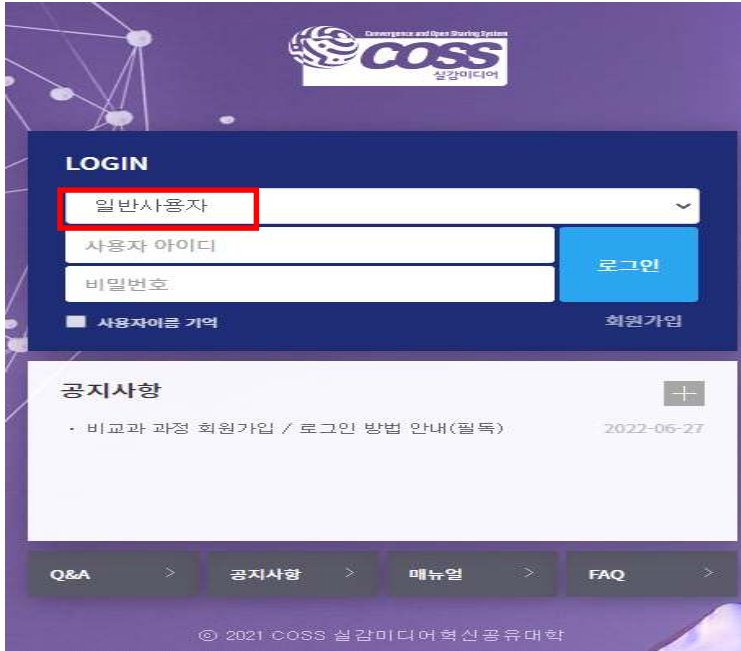 Convergence and Open Sharing System
COSS
실감미디어
LOGIN
일반사용자
사용자 아이디
비밀번호
로그인
사용자이름 기억
회원가입
공지사항
· 비교과 과정 회원가입 / 로그인 방법 안내(필독) 2022-06-27
Q&A > 공지사항 > 매뉴얼 > FAQ >
© 2021 COSS 실감미디어혁신공유대학